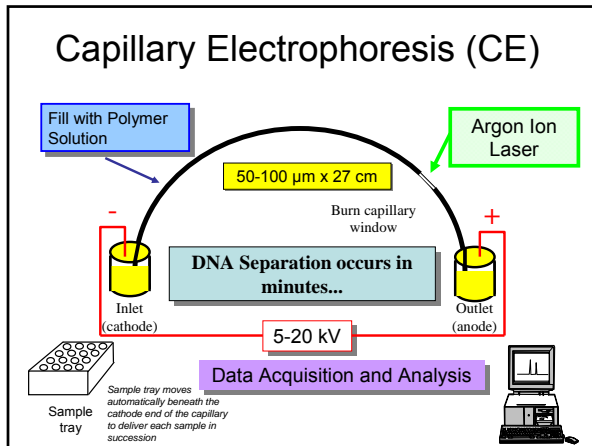 Capillary Electrophoresis (CE)
Fill with Polymer
Solution
Argon Ion
Laser
50-100 µm x 27 cm
Burn capillary
window
-
+
DNA Separation occurs in
minutes...
Inlet
(cathode)
Outlet
(anode)
5-20 kV
Data Acquisition and Analysis
Sample
tray
Sample tray moves
automatically beneath the
cathode end of the capillary
to deliver each sample in
succession